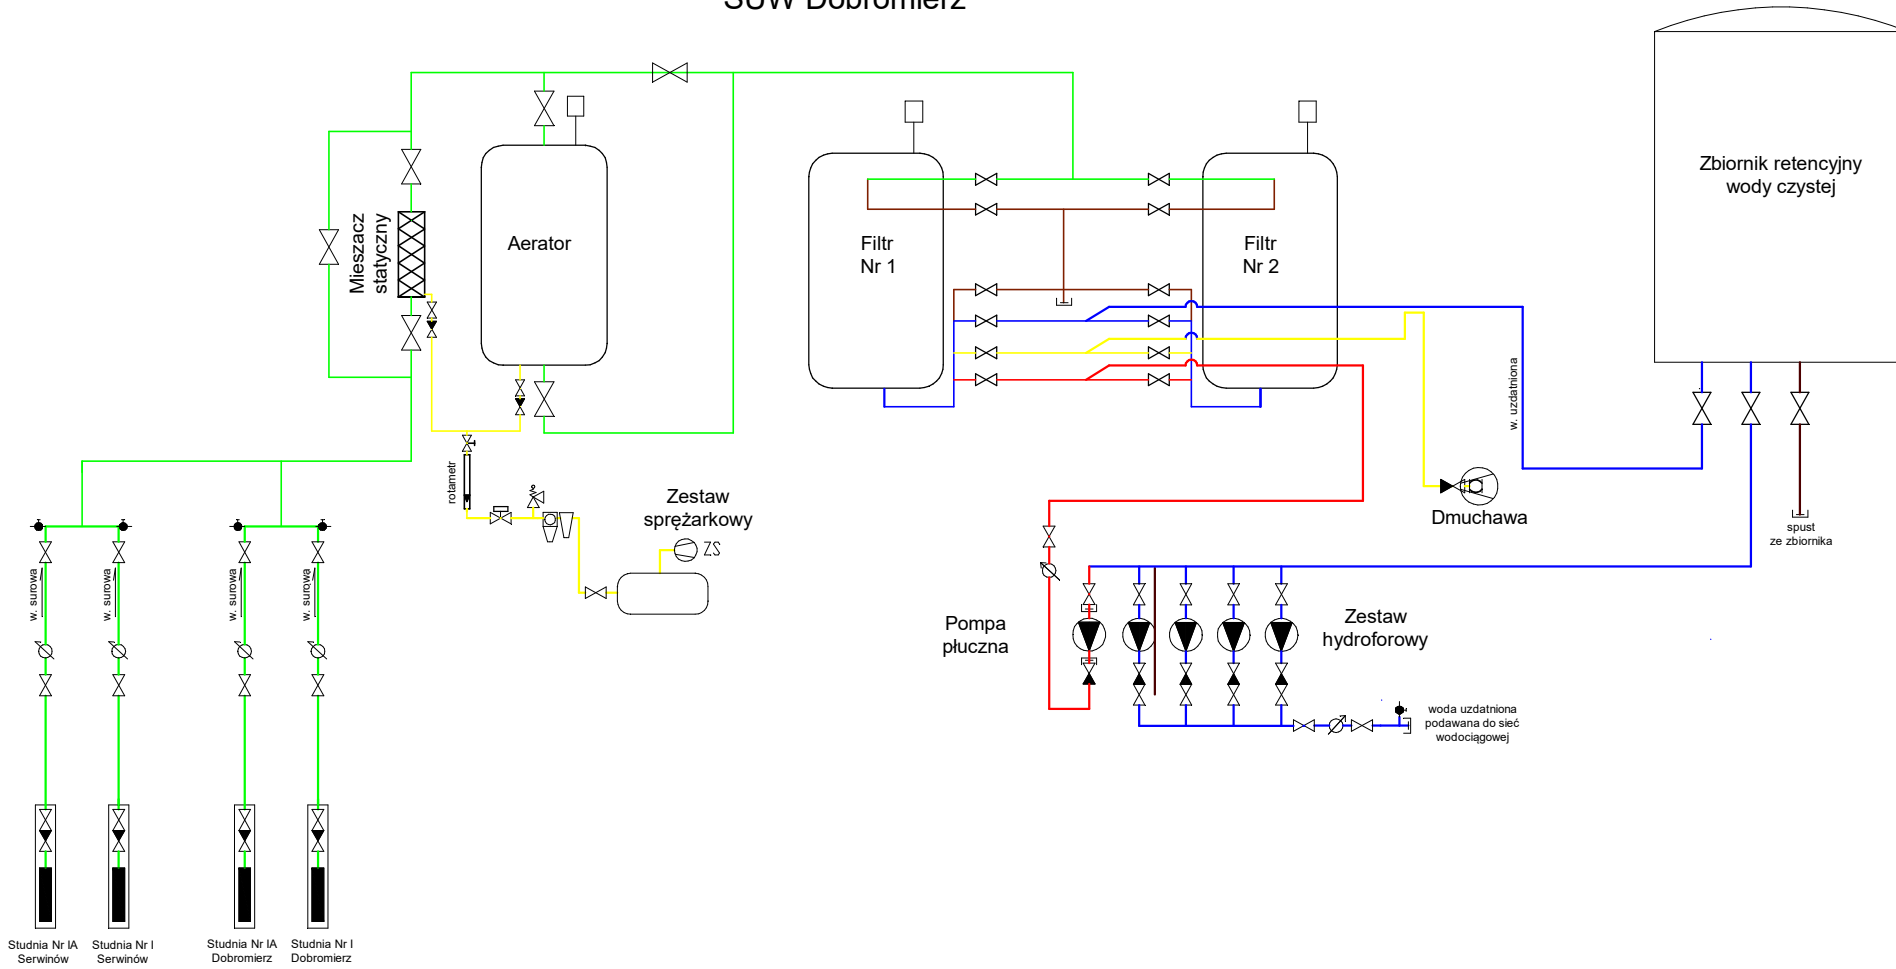 SUW Dobromierz
Zbiornik retencyjny
wody czystej
Mieszacz
statyczny
Aerator
Filtr
Nr 1
Filtr
Nr 2
w. uzdatniona
rotametr
Zestaw
sprężarkowy
ZS
Dmuchawa
spust
ze zbiornika
w. surowa
w. surowa
w. surowa
w. surowa
Pompa
płuczna
Zestaw
hydroforowy
woda uzdatniona
podawana do sieć
wodociągowej
Studnia Nr IA
Serwinów
Studnia Nr I
Serwinów
Studnia Nr IA
Dobromierz
Studnia Nr I
Dobromierz